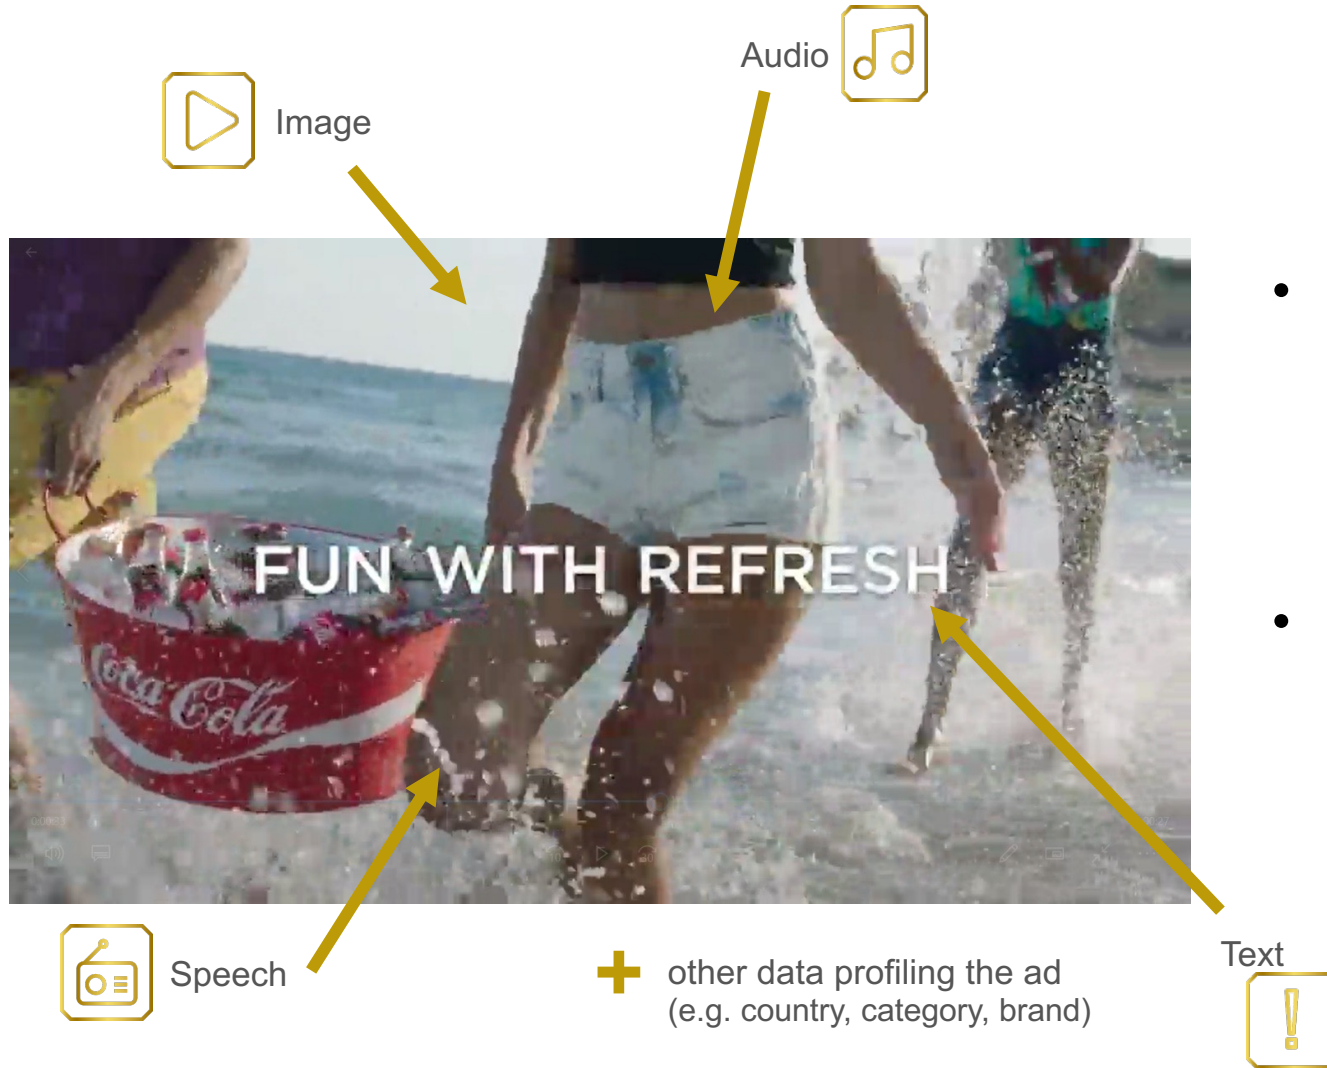 Audio
Image
FUN WITH REFRESH
Coca-Cola
Speech
other data profiling the ad
(e.g. country, category, brand)
Text